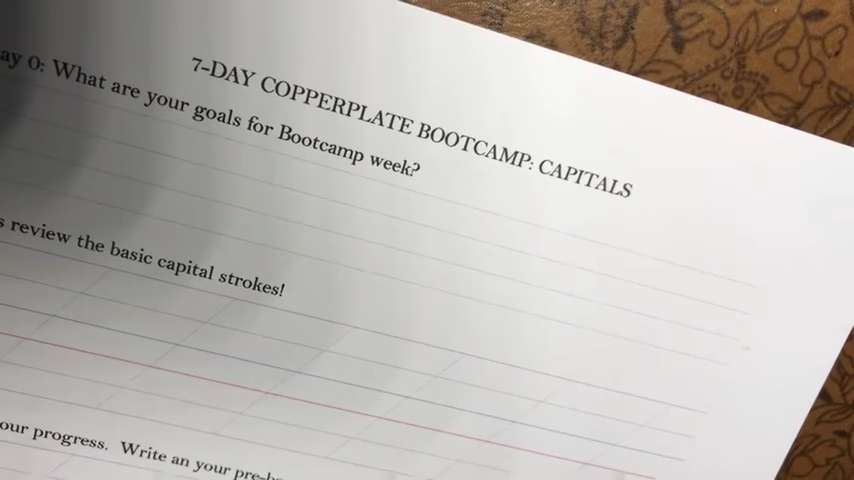 7-DAY COPPERPLATE BOOTCAMP: CAPITALS
ay 0: What are your goals for Bootcamp week?
s review the basic capital strokes!
our progress. Write an your pre-b